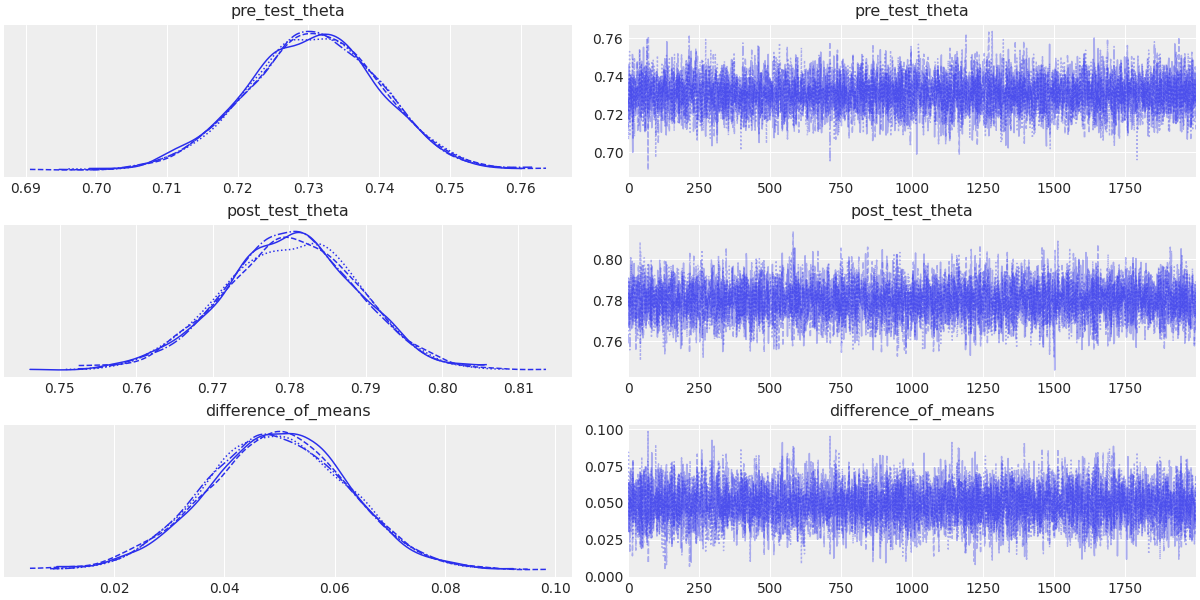 pre_test_theta
0.69 0.70 0.71 0.72 0.73 0.74 0.75 0.76
pre_test_theta
0.76
0.74
0.72
0.70
0 250 500 750 1000 1250 1500 1750
post_test_theta
0.75 0.76 0.77 0.78 0.79 0.80 0.81
post_test_theta
0.80
0.78
0.76
0 250 500 750 1000 1250 1500 1750
difference_of_means
0.02 0.04 0.06 0.08 0.10
difference_of_means
0.100
0.075
0.050
0.025
0.000
0 250 500 750 1000 1250 1500 1750